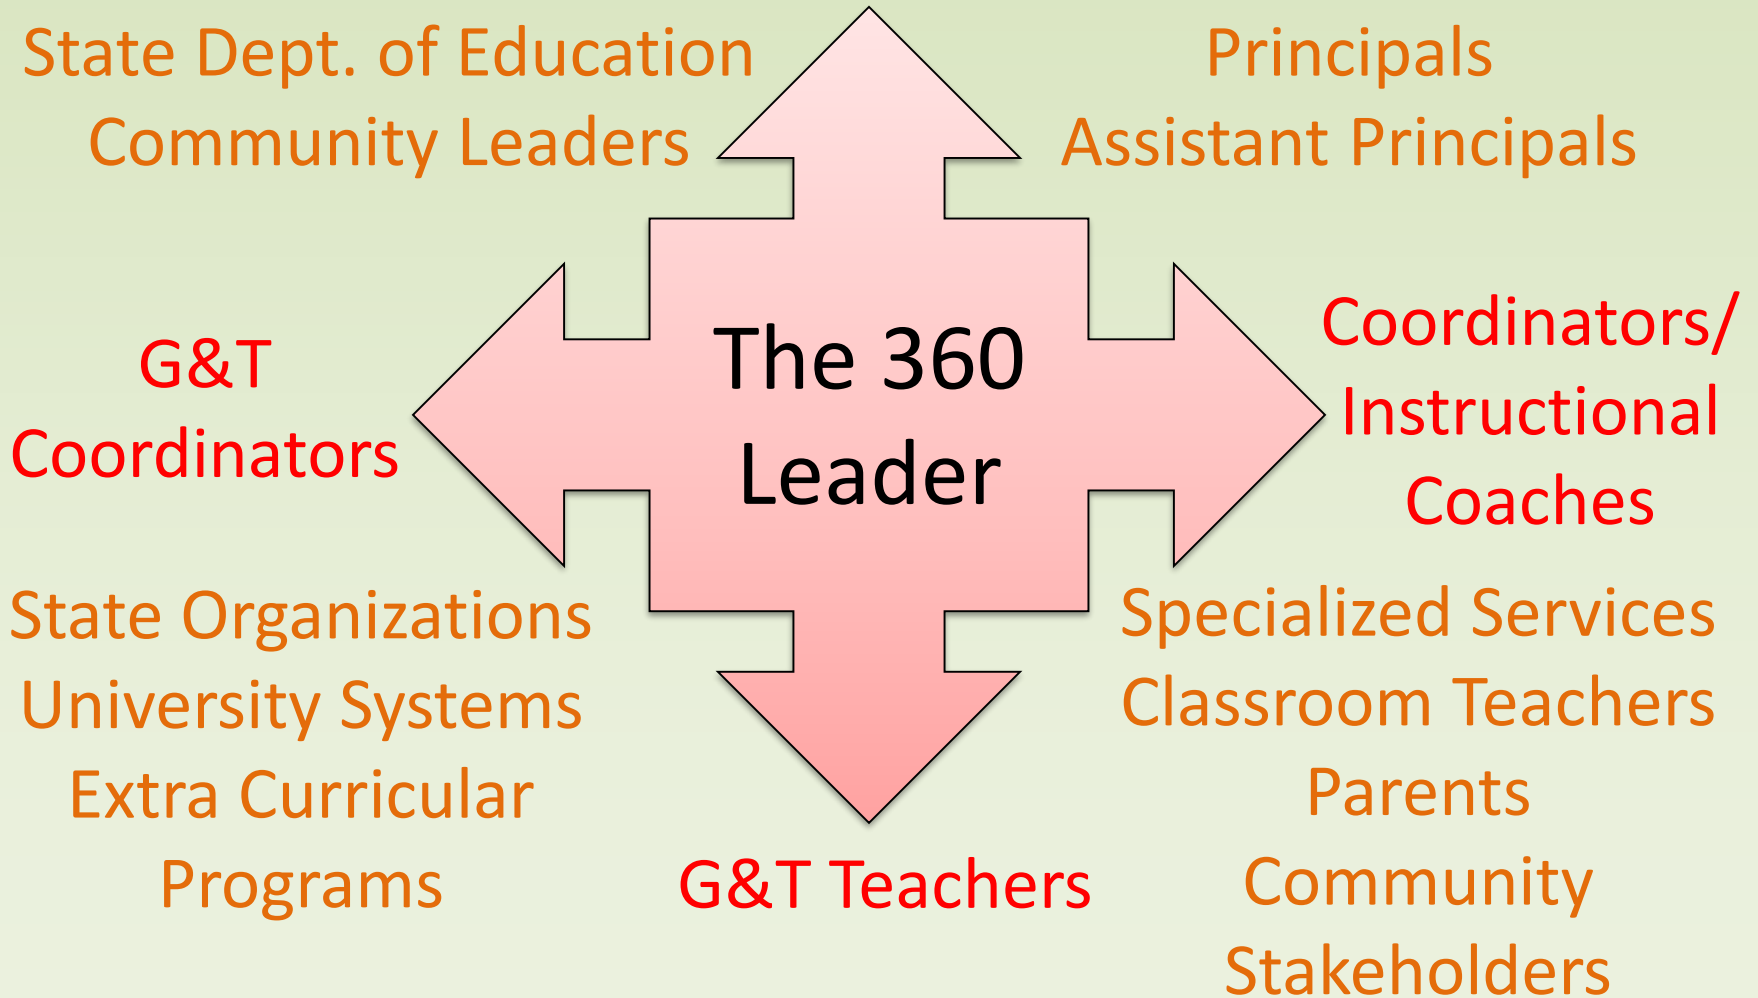 State Dept. of Education
Community Leaders
Principals
Assistant Principals
G&T
Coordinators
The 360
Leader
Coordinators/
Instructional
Coaches
State Organizations
University Systems
Extra Curricular
Programs
G&T Teachers
Specialized Services
Classroom Teachers
Parents
Community
Stakeholders